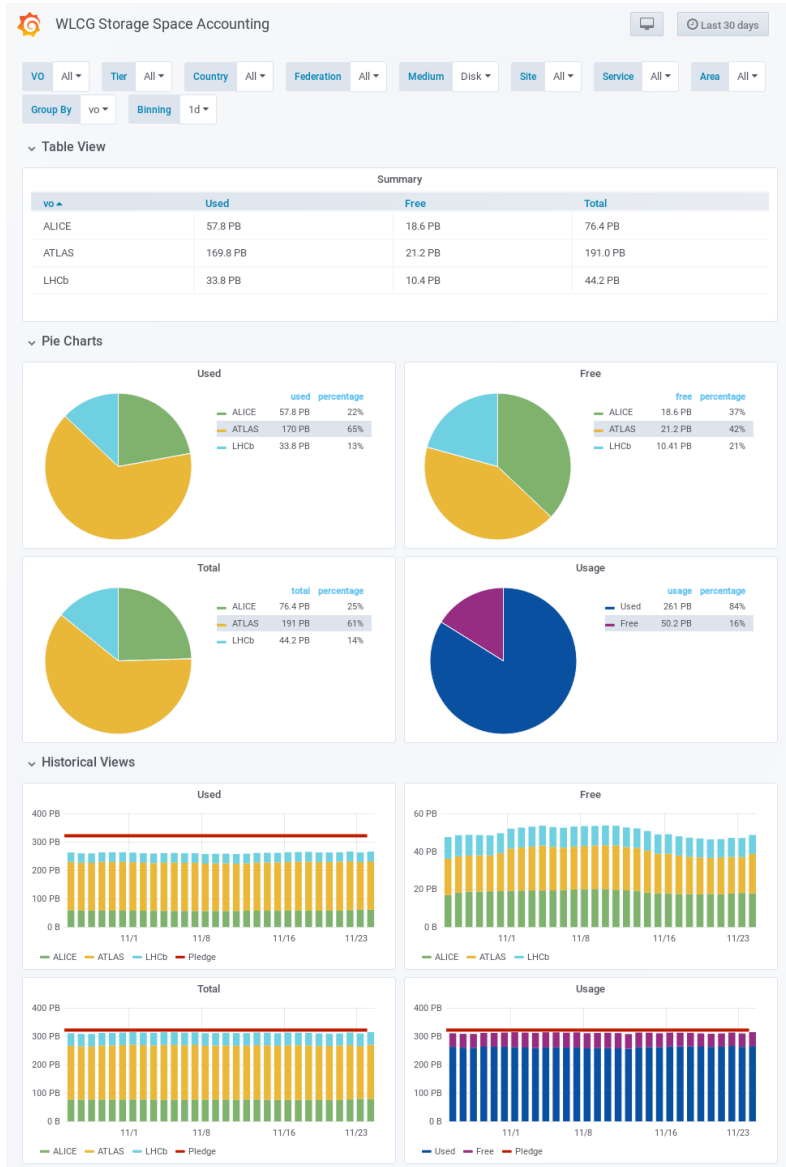 WLCG Storage Space Accounting
Last 30 days
VO All Tier All Country All Federation All Medium Disk Site All Service All Area All
Group By vo Binning 1d
Table View
Summary
vo Used Free Total
ALICE 57.8 PB 18.6 PB 76.4 PB
ATLAS 169.8 PB 21.2 PB 191.0 PB
LHCb 33.8 PB 10.4 PB 44.2 PB
Pie Charts
Used
used percentage
ALICE 57.8 PB 22%
ATLAS 170 PB 65%
LHCb 33.8 PB 13%
Free
free percentage
ALICE 18.6 PB 37%
ATLAS 21.2 PB 42%
LHCb 10.41 PB 21%
Total
total percentage
ALICE 76.4 PB 25%
ATLAS 191 PB 61%
LHCb 44.2 PB 14%
Usage
usage percentage
Used 261 PB 84%
Free 50.2 PB 16%
Historical Views
Used
400 PB
300 PB
200 PB
100 PB
0 B
11/1 11/8 11/16 11/23
ALICE ATLAS LHCb Pledge
Free
60 PB
40 PB
20 PB
0 B
11/1 11/8 11/16 11/23
ALICE ATLAS LHCb
Total
400 PB
300 PB
200 PB
100 PB
0 B
11/1 11/8 11/16 11/23
ALICE ATLAS LHCb Pledge
Usage
400 PB
300 PB
200 PB
100 PB
0 B
11/1 11/8 11/16 11/23
Used Free Pledge